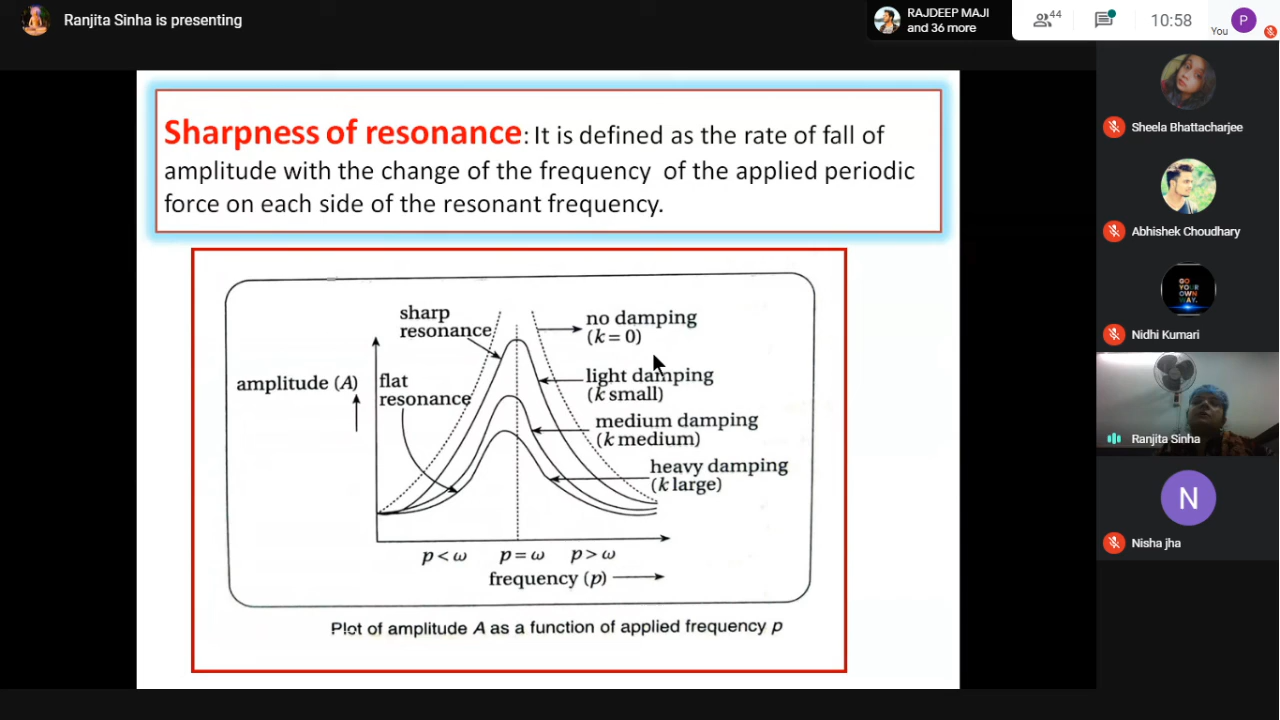 Ranjita Sinha is presenting
RAJDEEP MAJI
and 36 more
44
10:58
You
P
Sharpness of resonance: It is defined as the rate of fall of
amplitude with the change of the frequency of the applied periodic
force on each side of the resonant frequency.
sharp
resonance
no damping
(k = 0)
amplitude (A)
flat
resonance
light damping
(k small)
medium damping
(k medium)
heavy damping
(k large)
p < ω
p = ω
p > ω
frequency (p)
Plot of amplitude A as a function of applied frequency p
Sheela Bhattacharjee
Abhishek Choudhary
GO
YOUR
OWN
WAY.
Nidhi Kumari
Ranjita Sinha
N
Nisha jha